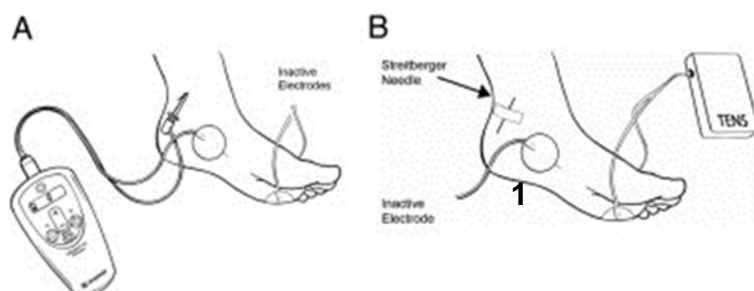 A
Inactive
Electrodes
B
Streitberger
Needle
TENS
1
Inactive
Electrode